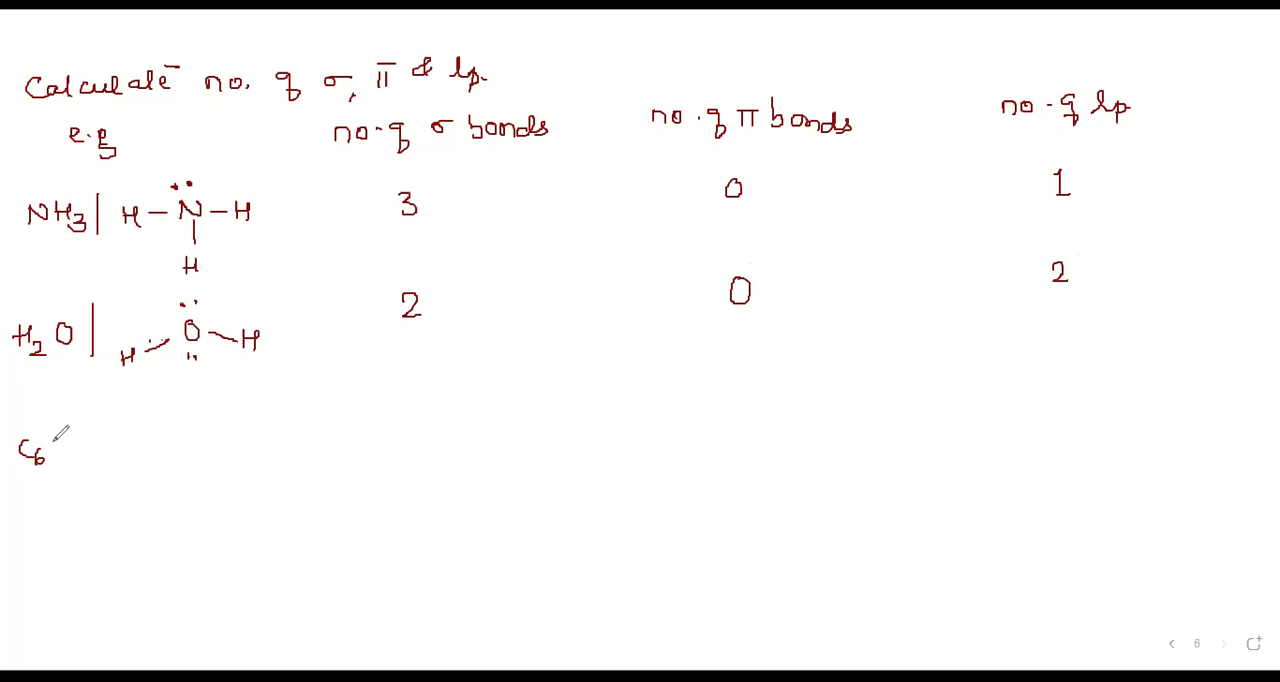 Calculate no. of σ, π & lp.
e.g no. of σ bonds no. of π bonds no. of lp
NH₃ | H – N̈ – H 3 0 1
H
H₂O | H O H 2 0 2
C₆
6